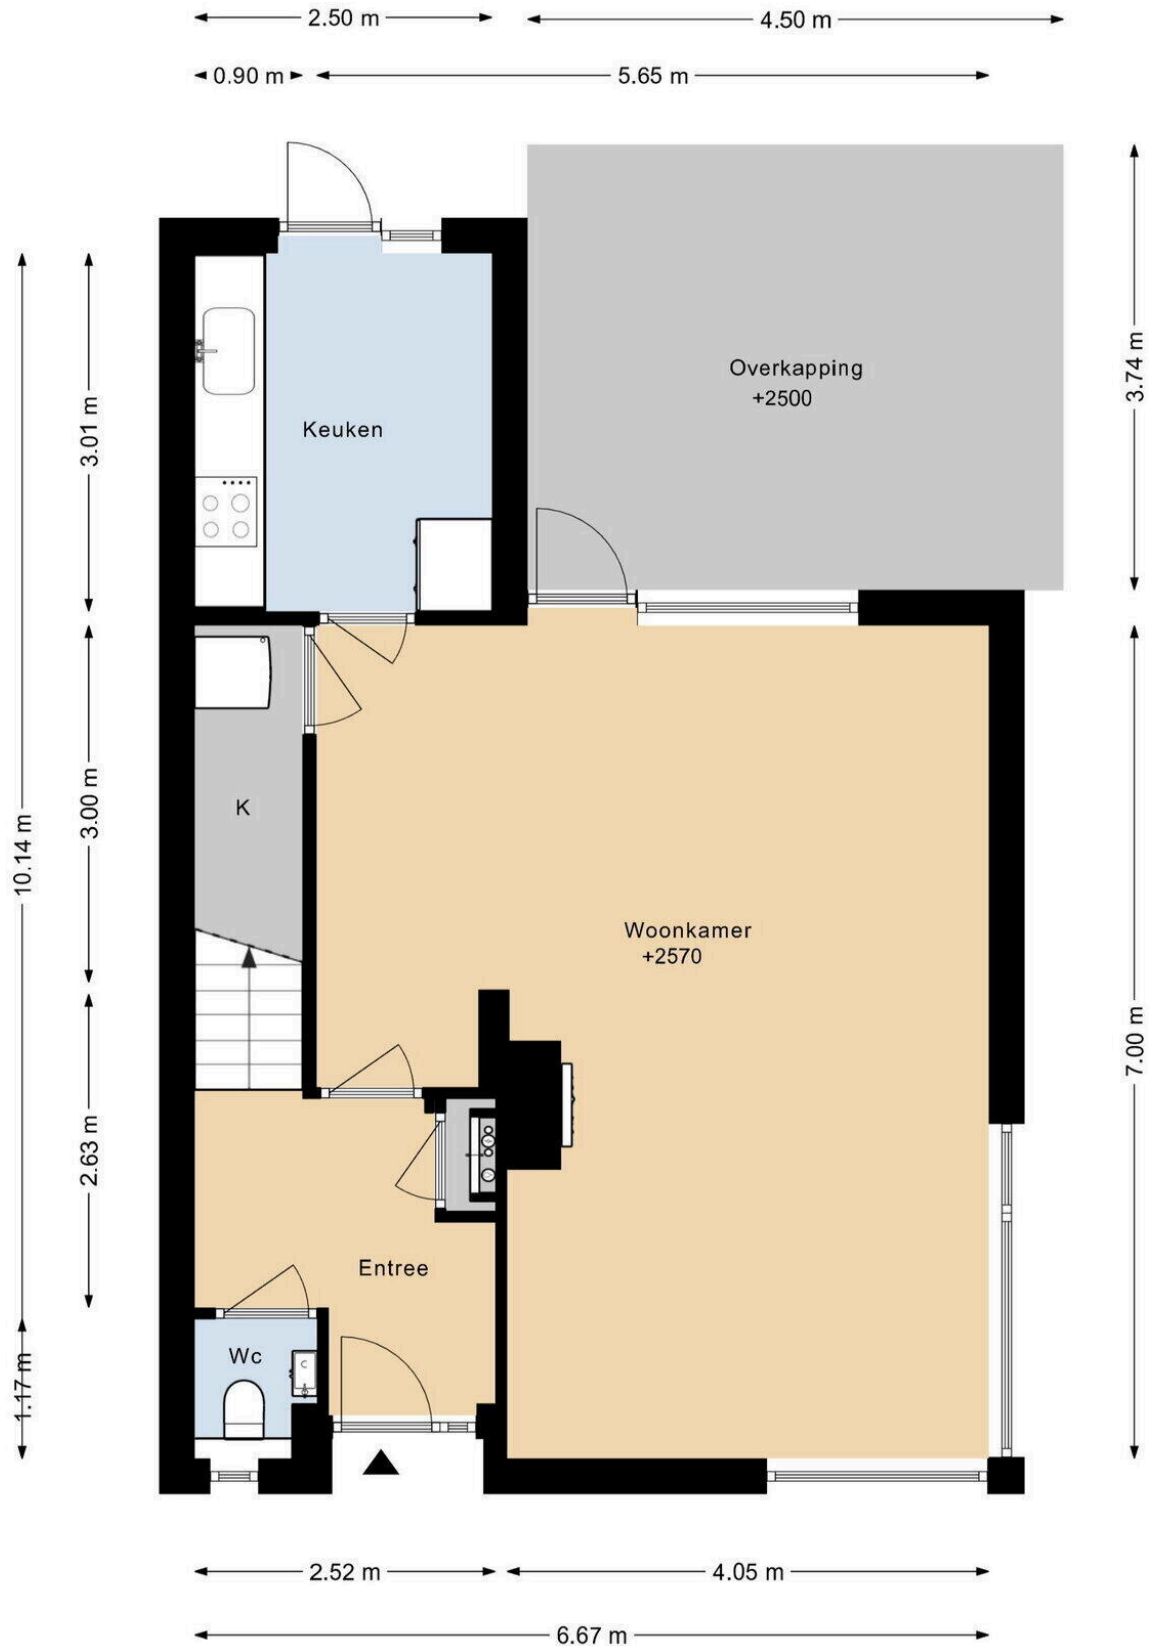 2.50 m
4.50 m
0.90 m
5.65 m
Overkapping
+2500
3.74 m
Keuken
3.01 m
K
3.00 m
10.14 m
Woonkamer
+2570
7.00 m
2.63 m
Entree
Wc
1.17 m
2.52 m
4.05 m
6.67 m